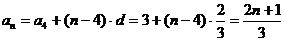 aₙ = a₄ + (n − 4) · d = 3 + (n − 4) · 2/3 = (2n + 1)/3